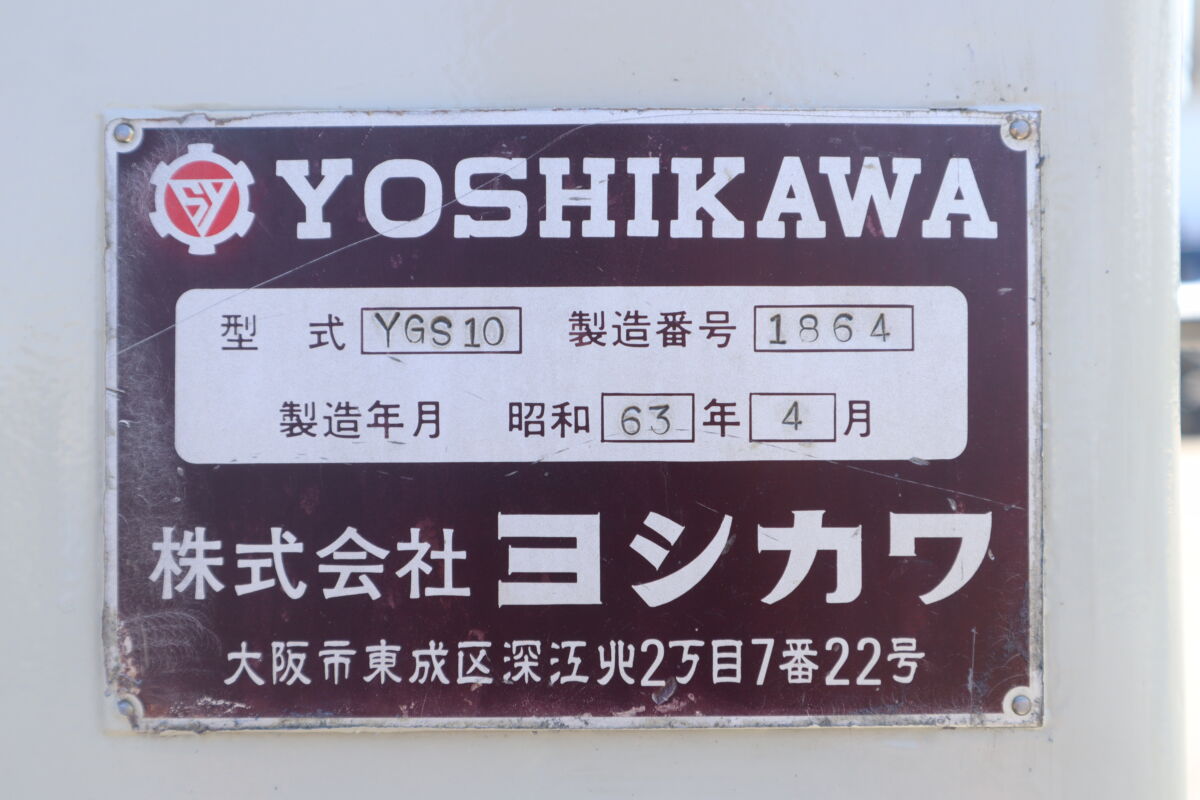 SY YOSHIKAWA
型 式 YGS10 製造番号 1864
製造年月 昭和 63 年 4 月
株式会社 ヨシカワ
大阪市東成区深江北2丁目7番22号